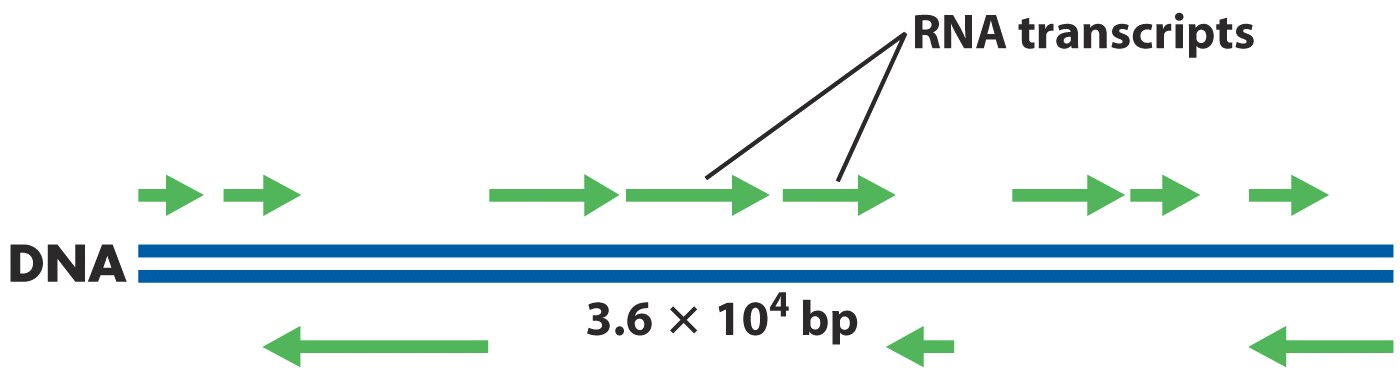 RNA transcripts
DNA
3.6 × 10⁴ bp